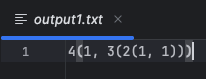 output1.txt
1 4(1, 3(2(1, 1)))